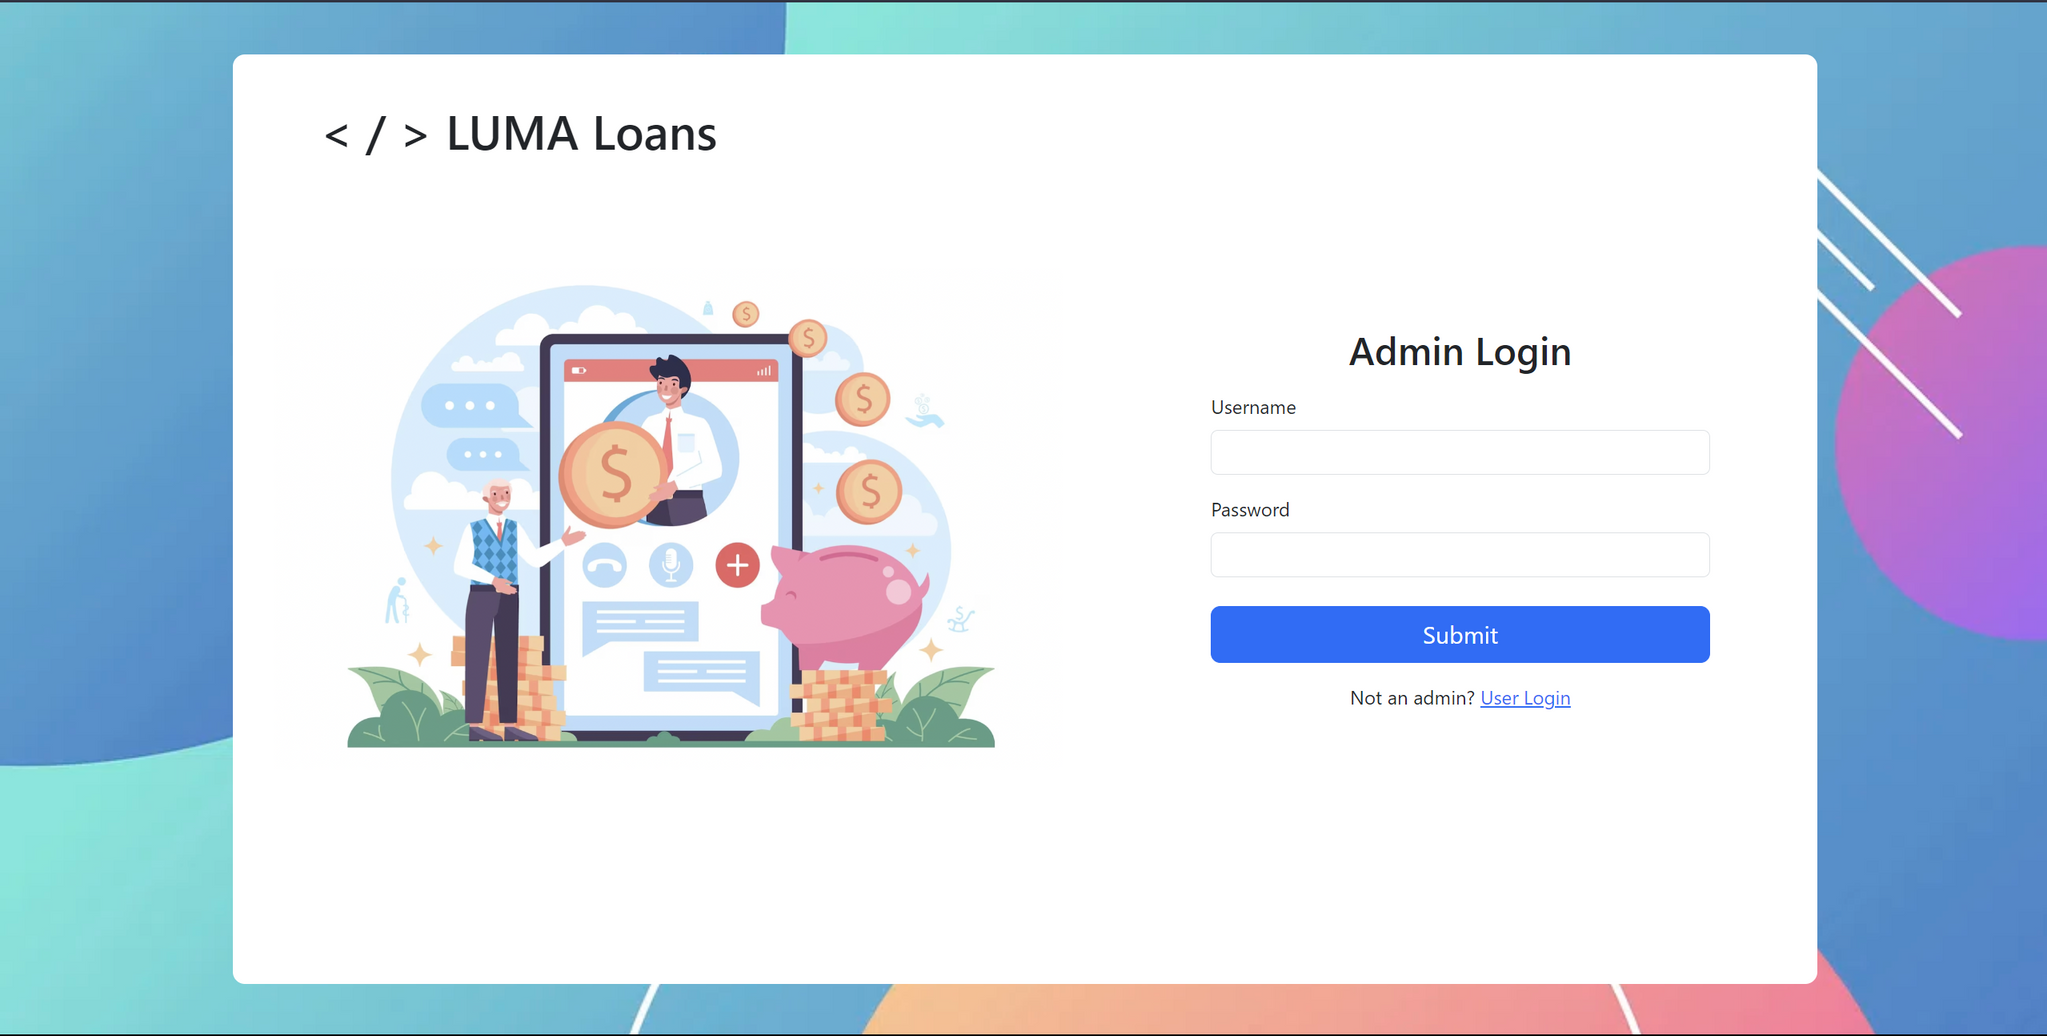 < / > LUMA Loans
Admin Login
Username
Password
Submit
Not an admin? User Login
$
$
$
$
$